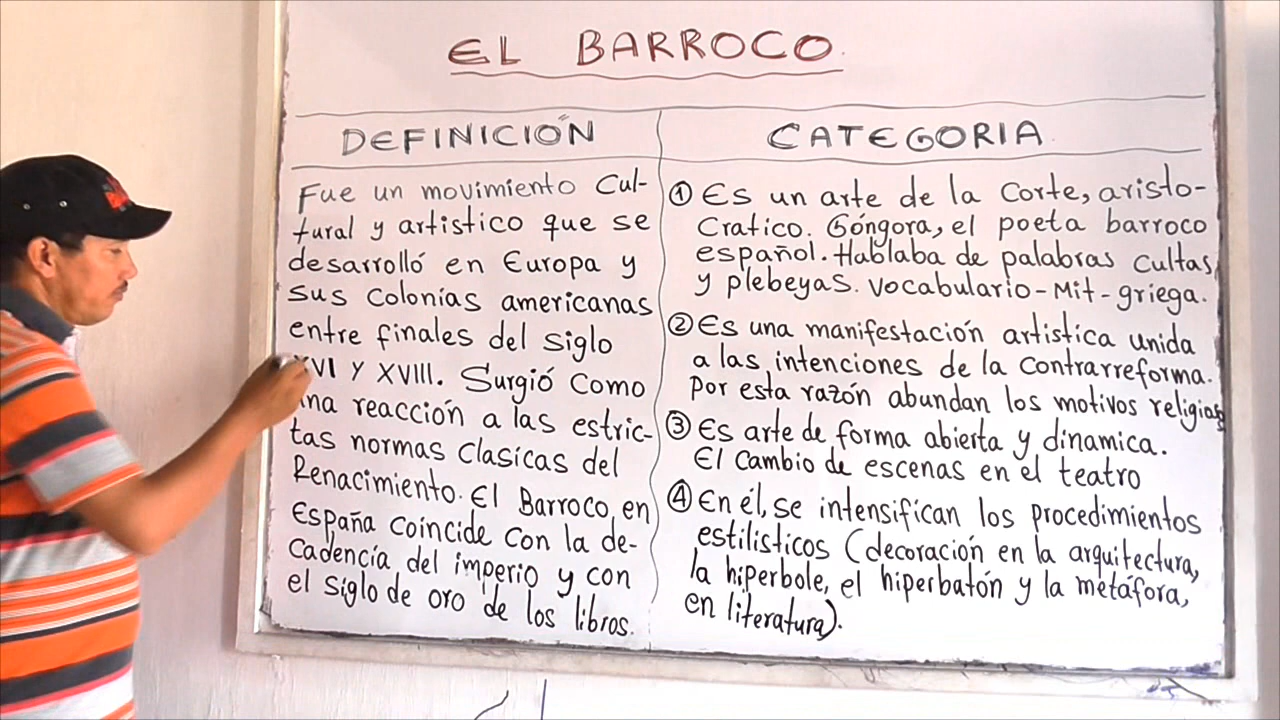 EL BARROCO.
DEFINICIÓN
Fue un movimiento Cul-
tural y artistico que se
desarrolló en Europa y
sus Colonias americanas
entre finales del siglo
XVI Y XVIII. Surgió Como
una reacción a las estric-
tas normas Clasicas del
Renacimiento. El Barroco, en
España Coincide Con la de-
Cadencia del imperio y con
el siglo de oro de los libros.
CATEGORIA.
① Es un arte de la Corte, aristo-
Cratico. Góngora, el poeta barroco
español. Hablaba de palabras Cultas,
y plebeyas. Vocabulario-Mit-griega.
② Es una manifestación artistica unida
a las intenciones de la Contrarreforma.
Por esta razón abundan los motivos religiosos
③ Es arte de forma abierta y dinamica.
El Cambio de escenas en el teatro
④ En él, se intensifican los procedimientos
estilisticos (decoración en la arquitectura,
la hiperbole, el hiperbatón y la metáfora,
en literatura).